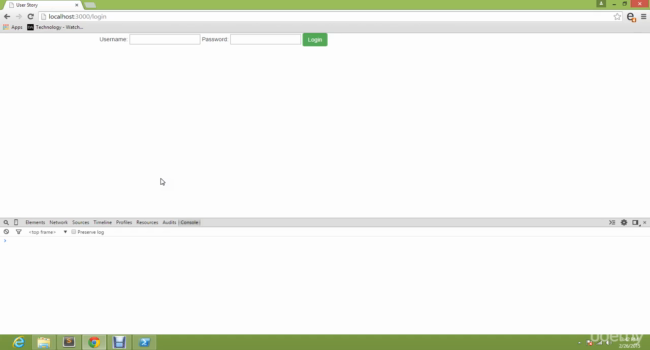 User Story
localhost:3000/login
Apps Technology - Watch...
Username: Password: Login
Elements Network Sources Timeline Profiles Resources Audits Console
<top frame> Preserve log
udemy